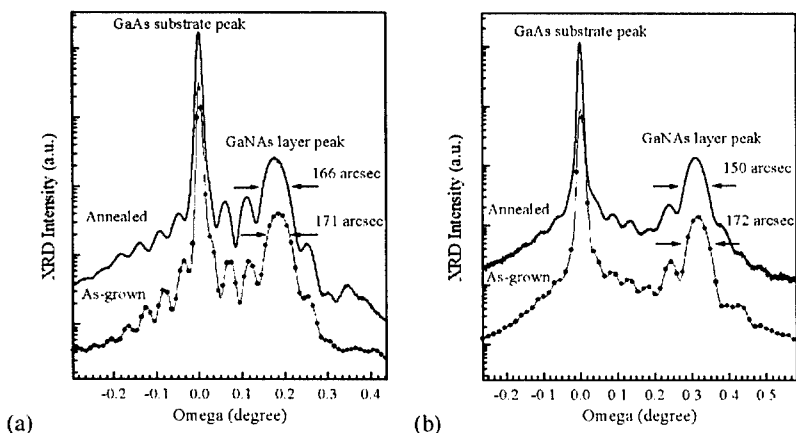 GaAs substrate peak
GaNAs layer peak
166 arcsec
Annealed
171 arcsec
As-grown
XRD Intensity (a.u.)
-0.2 -0.1 0.0 0.1 0.2 0.3 0.4
Omega (degree)
(a)
GaAs substrate peak
GaNAs layer peak
150 arcsec
Annealed
172 arcsec
As-grown
XRD Intensity (a.u.)
-0.2 -0.1 0.0 0.1 0.2 0.3 0.4 0.5
Omega (degree)
(b)